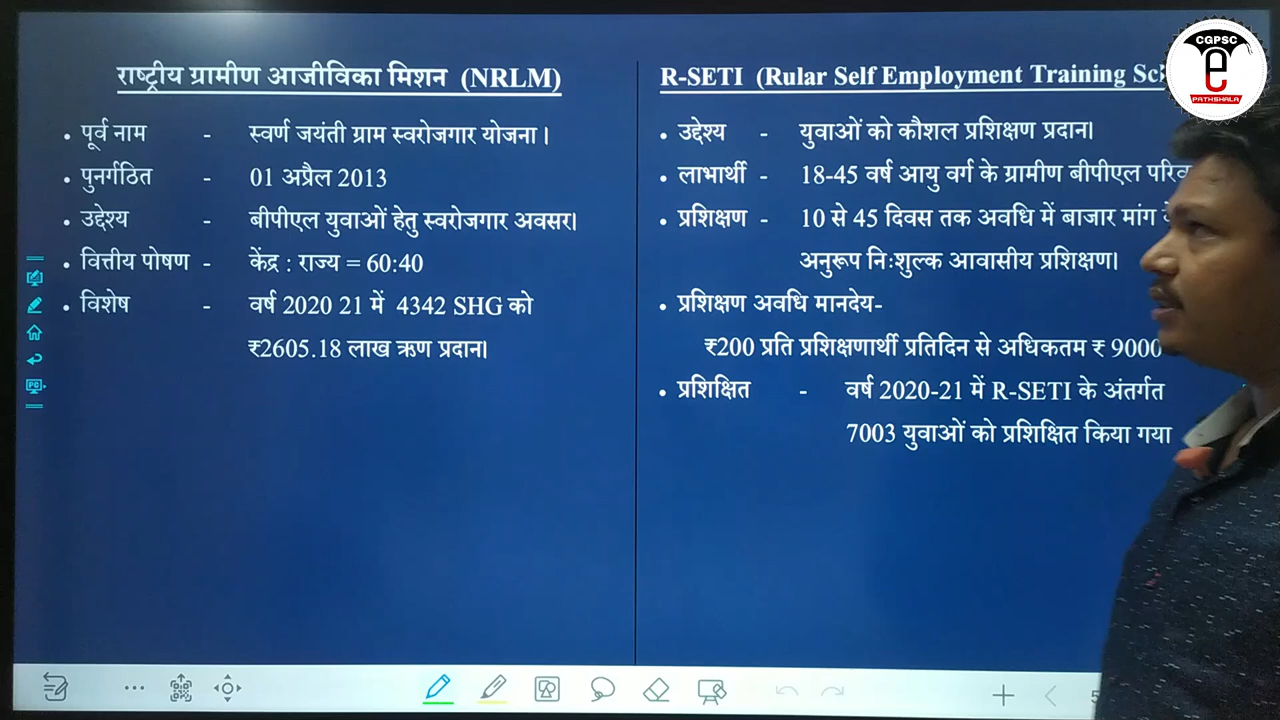 राष्ट्रीय ग्रामीण आजीविका मिशन (NRLM)
• पूर्व नाम - स्वर्ण जयंती ग्राम स्वरोजगार योजना।
• पुनर्गठित - 01 अप्रैल 2013
• उद्देश्य - बीपीएल युवाओं हेतु स्वरोजगार अवसर।
• वित्तीय पोषण - केंद्र : राज्य = 60:40
• विशेष - वर्ष 2020 21 में 4342 SHG को
₹2605.18 लाख ऋण प्रदान।
R-SETI (Rular Self Employment Training
• उद्देश्य - युवाओं को कौशल प्रशिक्षण प्रदान।
• लाभार्थी - 18-45 वर्ष आयु वर्ग के ग्रामीण बीपीएल
• प्रशिक्षण - 10 से 45 दिवस तक अवधि में बाजार मांग
अनुरूप निःशुल्क आवासीय प्रशिक्षण।
• प्रशिक्षण अवधि मानदेय-
₹200 प्रति प्रशिक्षणार्थी प्रतिदिन से अधिकतम ₹ 9000
• प्रशिक्षित - वर्ष 2020-21 में R-SETI के अंतर्गत
7003 युवाओं को प्रशिक्षित किया गया
CGPSC
e
PATHSHALA
PC